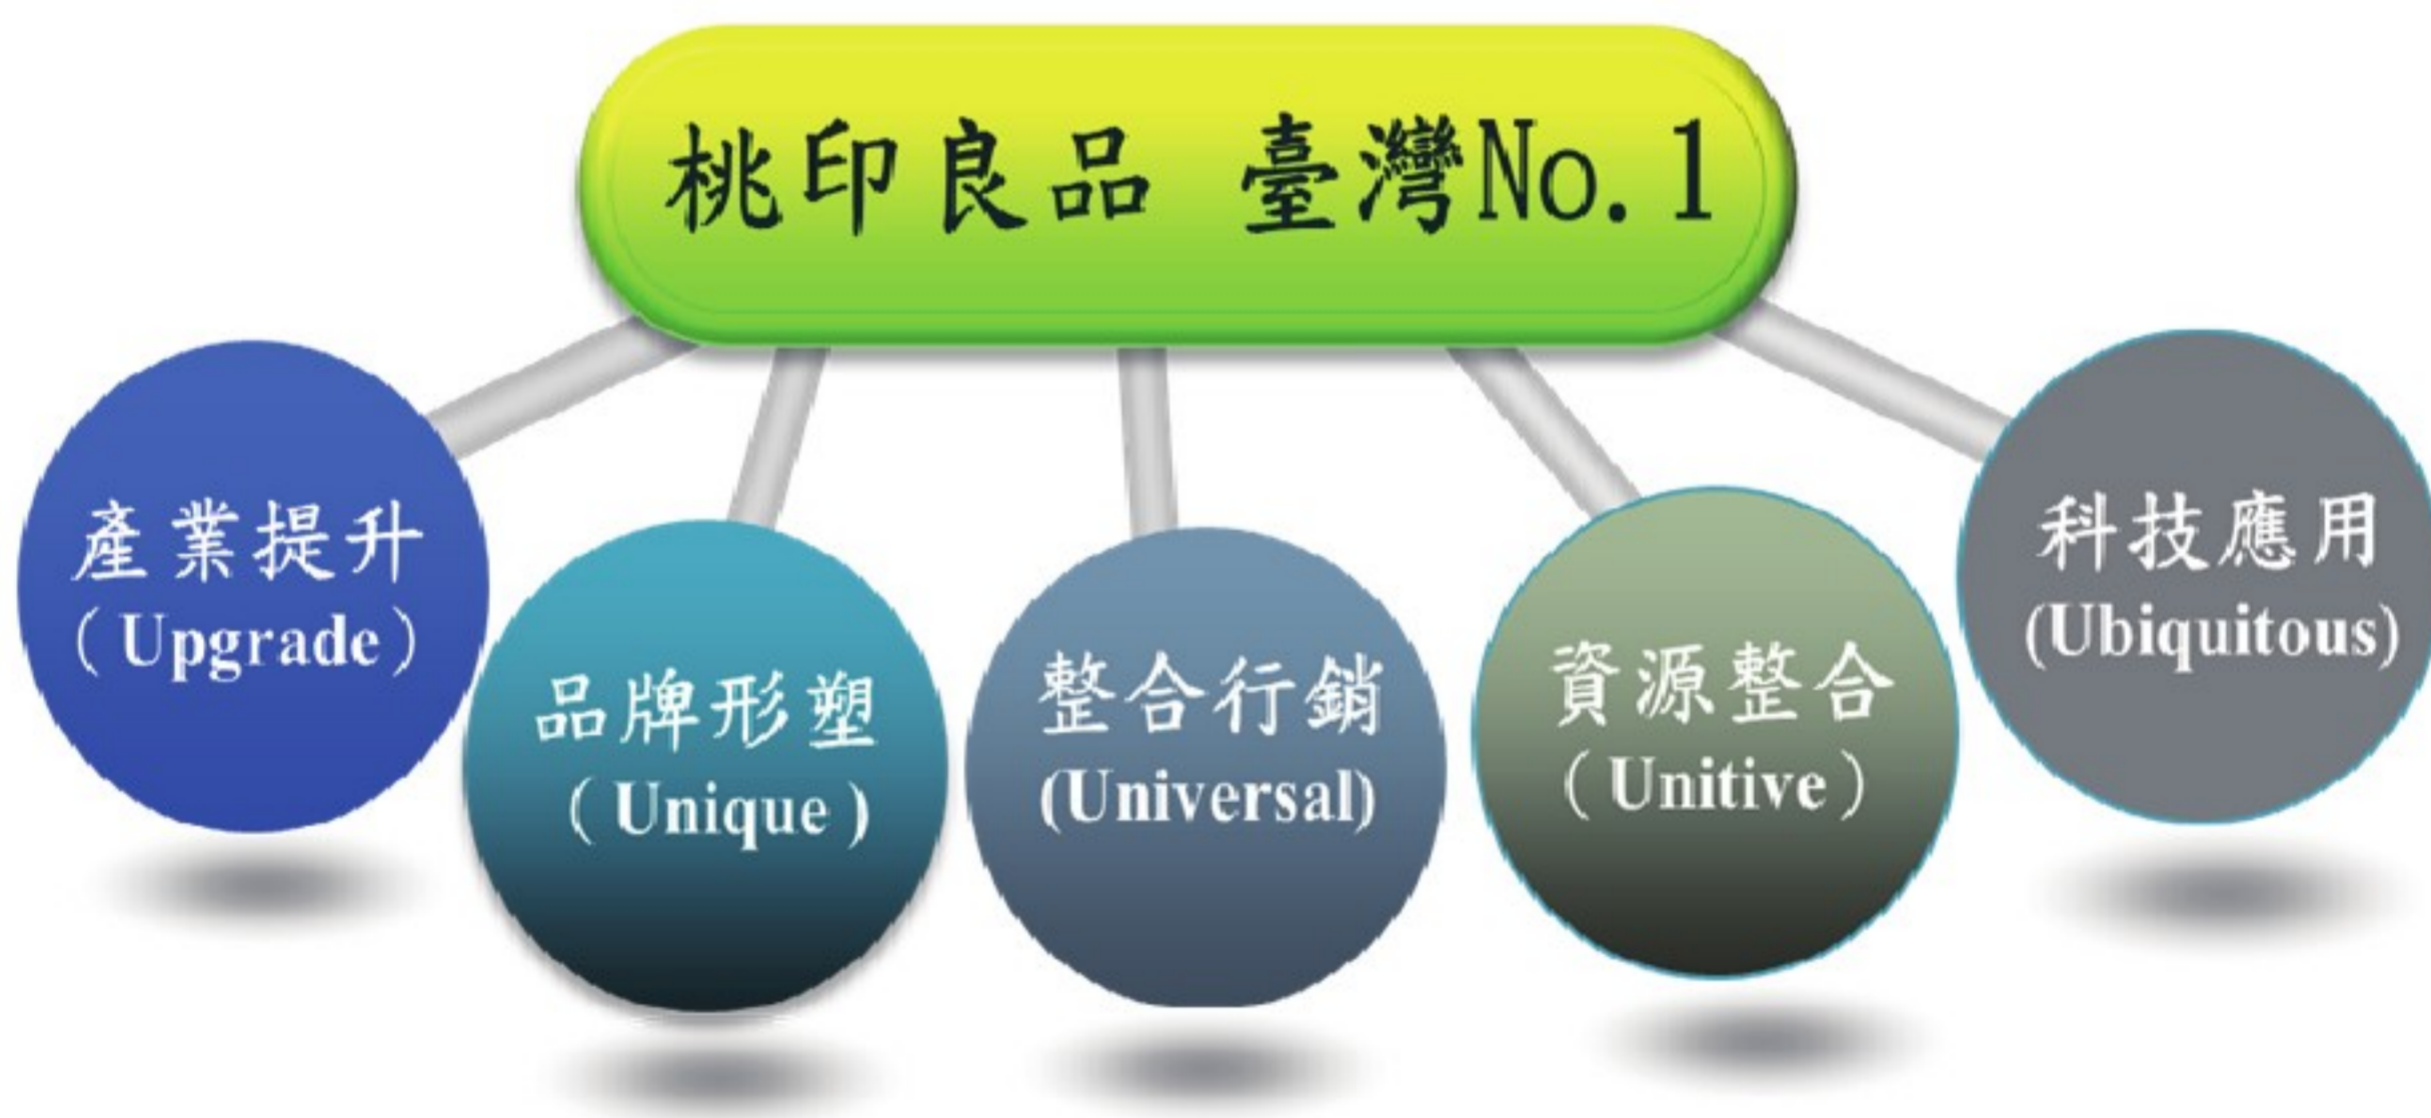 桃印良品 臺灣No.1
產業提升
(Upgrade)
品牌形塑
(Unique)
整合行銷
(Universal)
資源整合
(Unitive)
科技應用
(Ubiquitous)